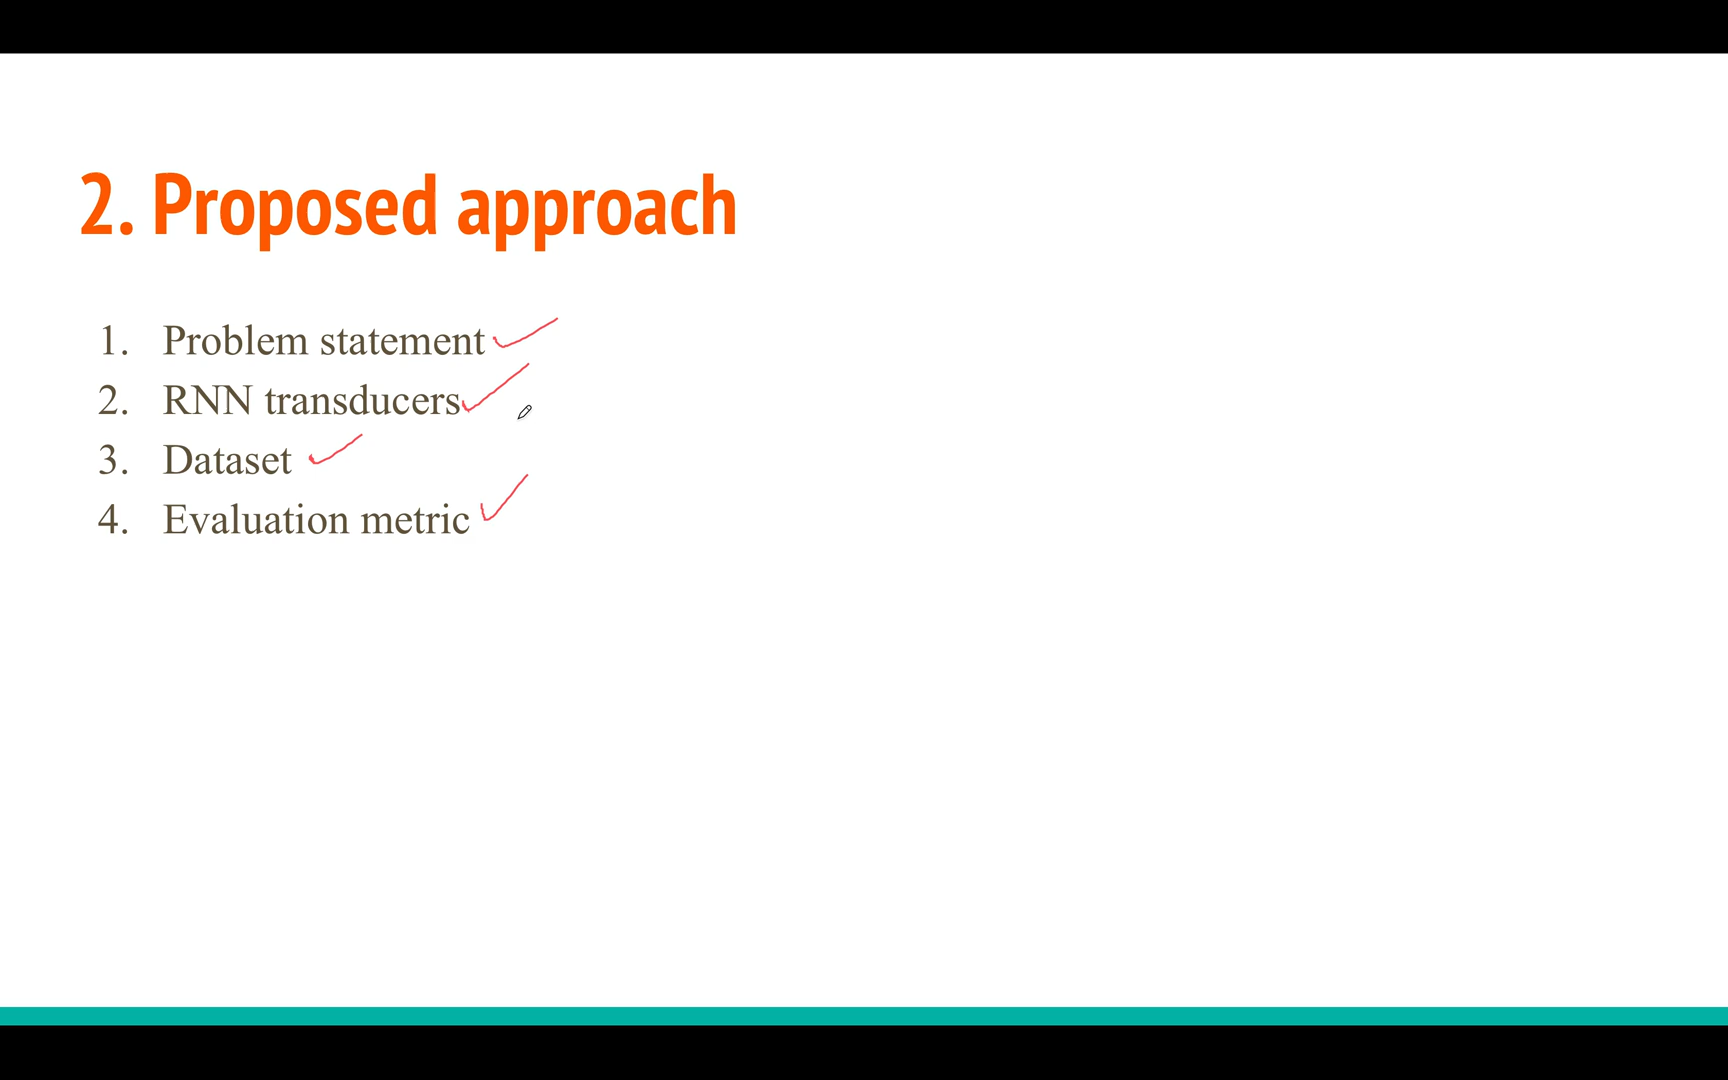 2. Proposed approach
1. Problem statement
2. RNN transducers
3. Dataset
4. Evaluation metric